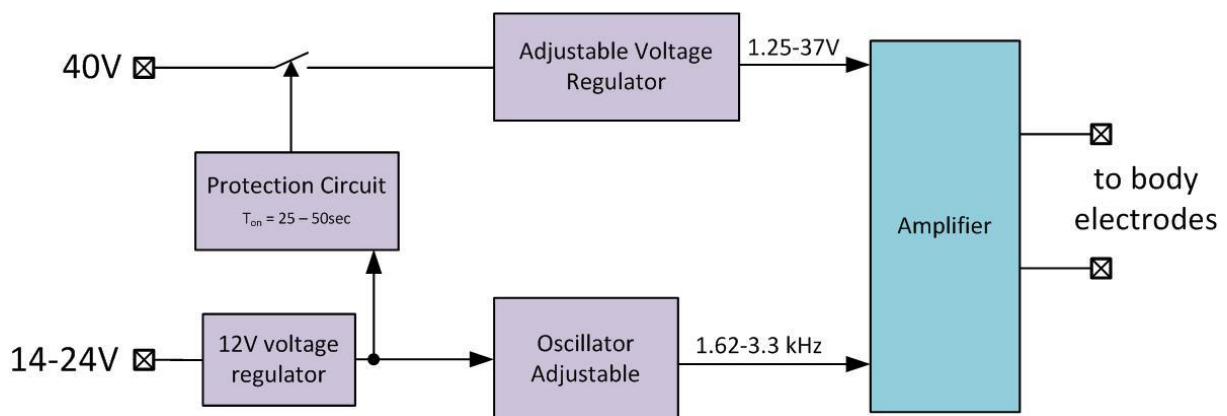 40V
Adjustable Voltage
Regulator
1.25-37V
Protection Circuit
Tₒₙ = 25 – 50sec
Amplifier
to body
electrodes
14-24V
12V voltage
regulator
Oscillator
Adjustable
1.62-3.3 kHz